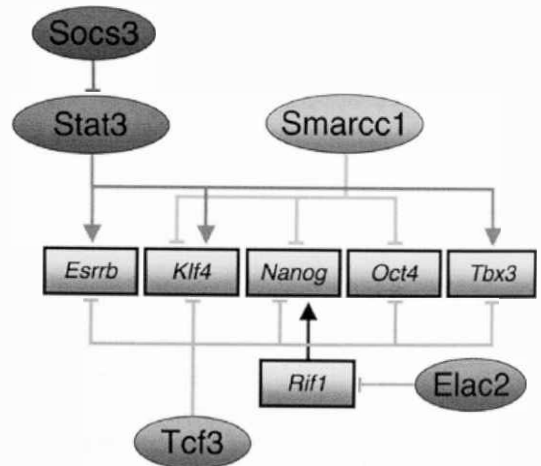 Socs3
Stat3
Smarcc1
Esrrb
Klf4
Nanog
Oct4
Tbx3
Rif1
Elac2
Tcf3